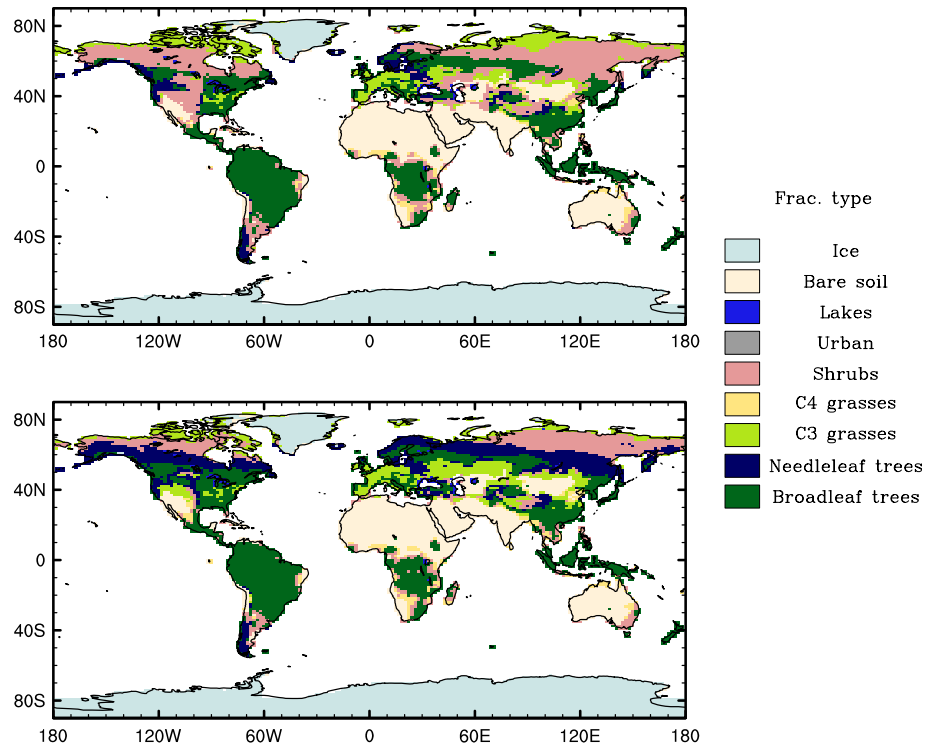 80N
40N
0
40S
80S
180 120W 60W 0 60E 120E 180
Frac. type
Ice
Bare soil
Lakes
Urban
Shrubs
C4 grasses
C3 grasses
Needleleaf trees
Broadleaf trees
80N
40N
0
40S
80S
180 120W 60W 0 60E 120E 180